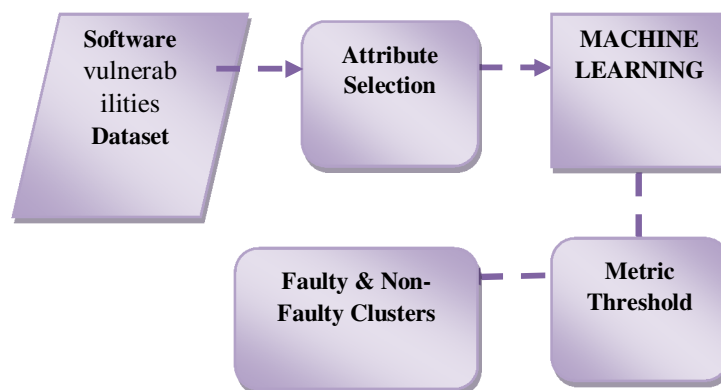 Software
vulnerab
ilities
Dataset
Attribute
Selection
MACHINE
LEARNING
Metric
Threshold
Faulty & Non-
Faulty Clusters